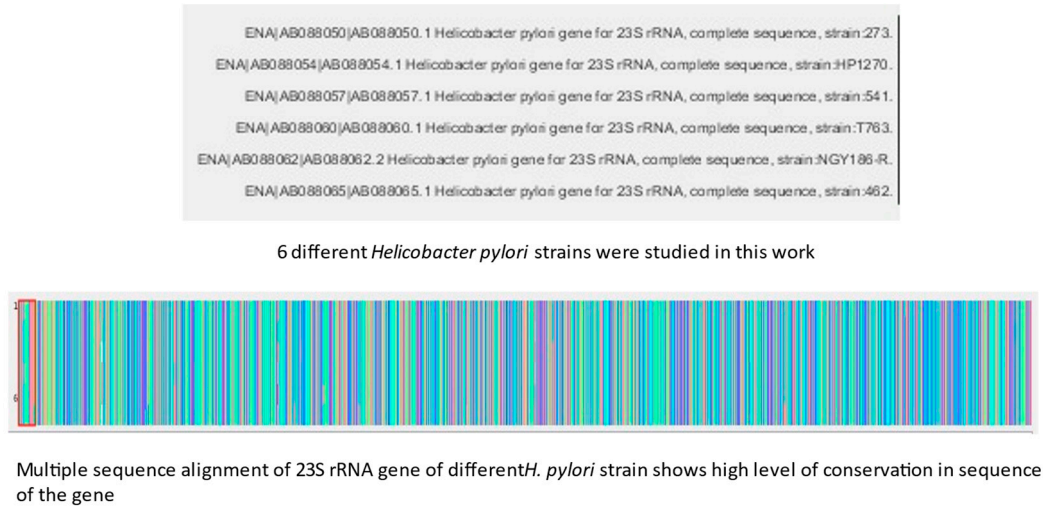 ENA|AB088050|AB088050.1 Helicobacter pylori gene for 23S rRNA, complete sequence, strain:273.
ENA|AB088054|AB088054.1 Helicobacter pylori gene for 23S rRNA, complete sequence, strain:HP1270.
ENA|AB088057|AB088057.1 Helicobacter pylori gene for 23S rRNA, complete sequence, strain:541.
ENA|AB088060|AB088060.1 Helicobacter pylori gene for 23S rRNA, complete sequence, strain:T763.
ENA|AB088062|AB088062.2 Helicobacter pylori gene for 23S rRNA, complete sequence, strain:NGY186-R.
ENA|AB088065|AB088065.1 Helicobacter pylori gene for 23S rRNA, complete sequence, strain:462.
6 different Helicobacter pylori strains were studied in this work
1
6
Multiple sequence alignment of 23S rRNA gene of differentH. pylori strain shows high level of conservation in sequence
of the gene